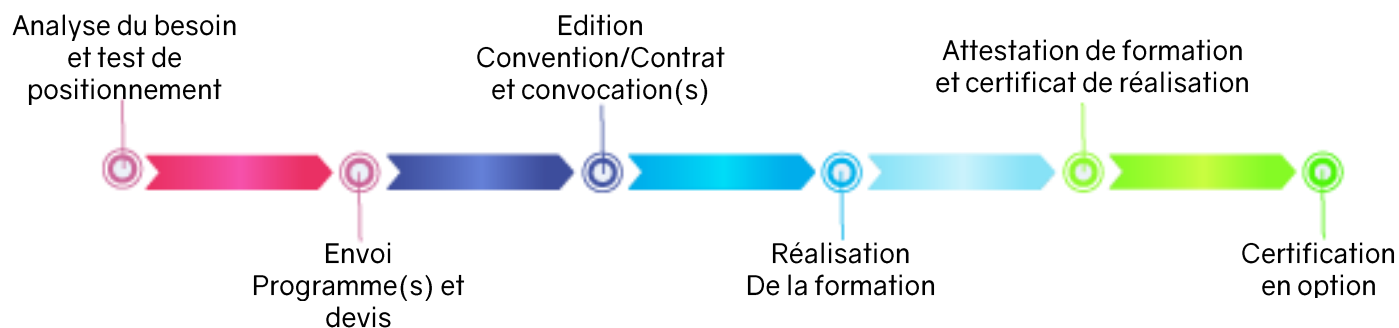 Analyse du besoin
et test de
positionnement
Envoi
Programme(s) et
devis
Edition
Convention/Contrat
et convocation(s)
Réalisation
De la formation
Attestation de formation
et certificat de réalisation
Certification
en option